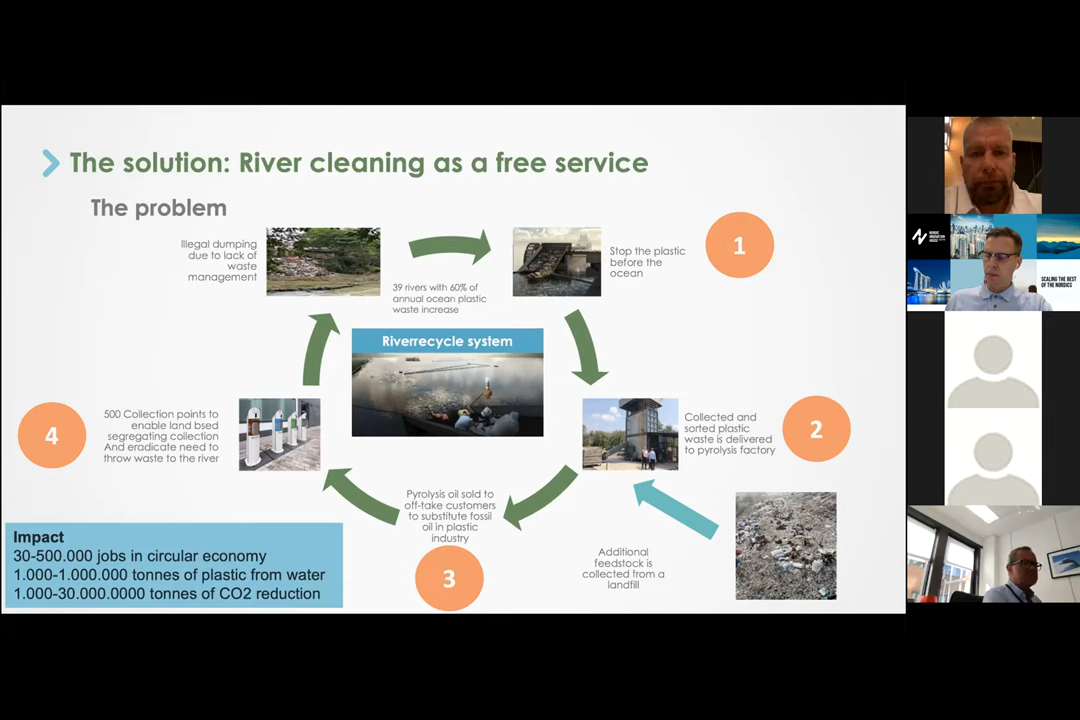 The solution: River cleaning as a free service
The problem
Illegal dumping
due to lack of
waste
management
39 rivers with 60% of
annual ocean plastic
waste increase
Stop the plastic
before the
ocean
1
Riverrecycle system
Collected and
sorted plastic
waste is delivered
to pyrolysis factory
2
4
500 Collection points to
enable land bsed
segregating collection
And eradicate need to
throw waste to the river
Pyrolysis oil sold to
off-take customers
to substitute fossil
oil in plastic
industry
3
Additional
feedstock is
collected from a
landfill
Impact
30-500.000 jobs in circular economy
1.000-1.000.000 tonnes of plastic from water
1.000-30.000.0000 tonnes of CO2 reduction
NORDIC
INNOVATION
HOUSE
SCALING THE BEST
OF THE NORDICS